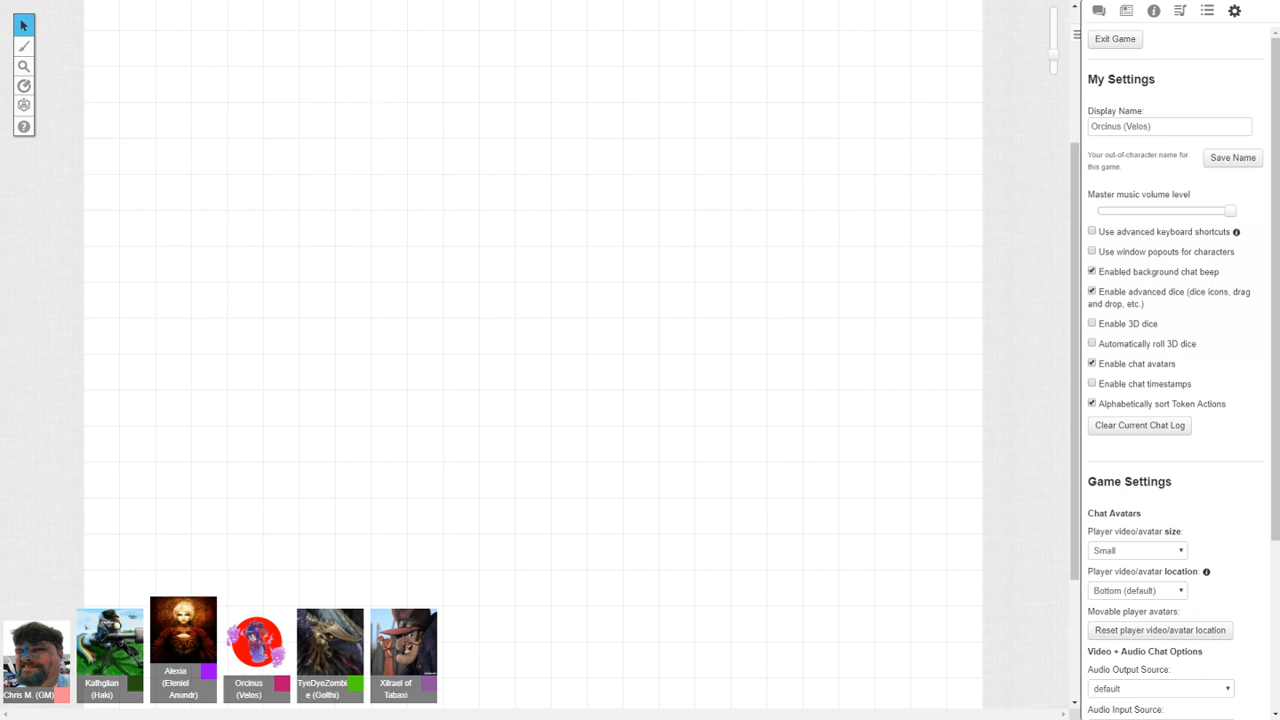 Exit Game
My Settings
Display Name:
Orcinus (Velos)
Your out-of-character name for
this game.
Save Name
Master music volume level
Use advanced keyboard shortcuts
Use window popouts for characters
Enabled background chat beep
Enable advanced dice (dice icons, drag
and drop, etc.)
Enable 3D dice
Automatically roll 3D dice
Enable chat avatars
Enable chat timestamps
Alphabetically sort Token Actions
Clear Current Chat Log
Game Settings
Chat Avatars
Player video/avatar size:
Small
Player video/avatar location:
Bottom (default)
Movable player avatars:
Reset player video/avatar location
Video + Audio Chat Options
Audio Output Source:
default
Audio Input Source:
Chris M. (GM)
Kathglian
(Haki)
Alexia
(Eleniel
Anundr)
Orcinus
(Velos)
TyeDyeZombi
e (Golthi)
Xilrael of
Tabaxi